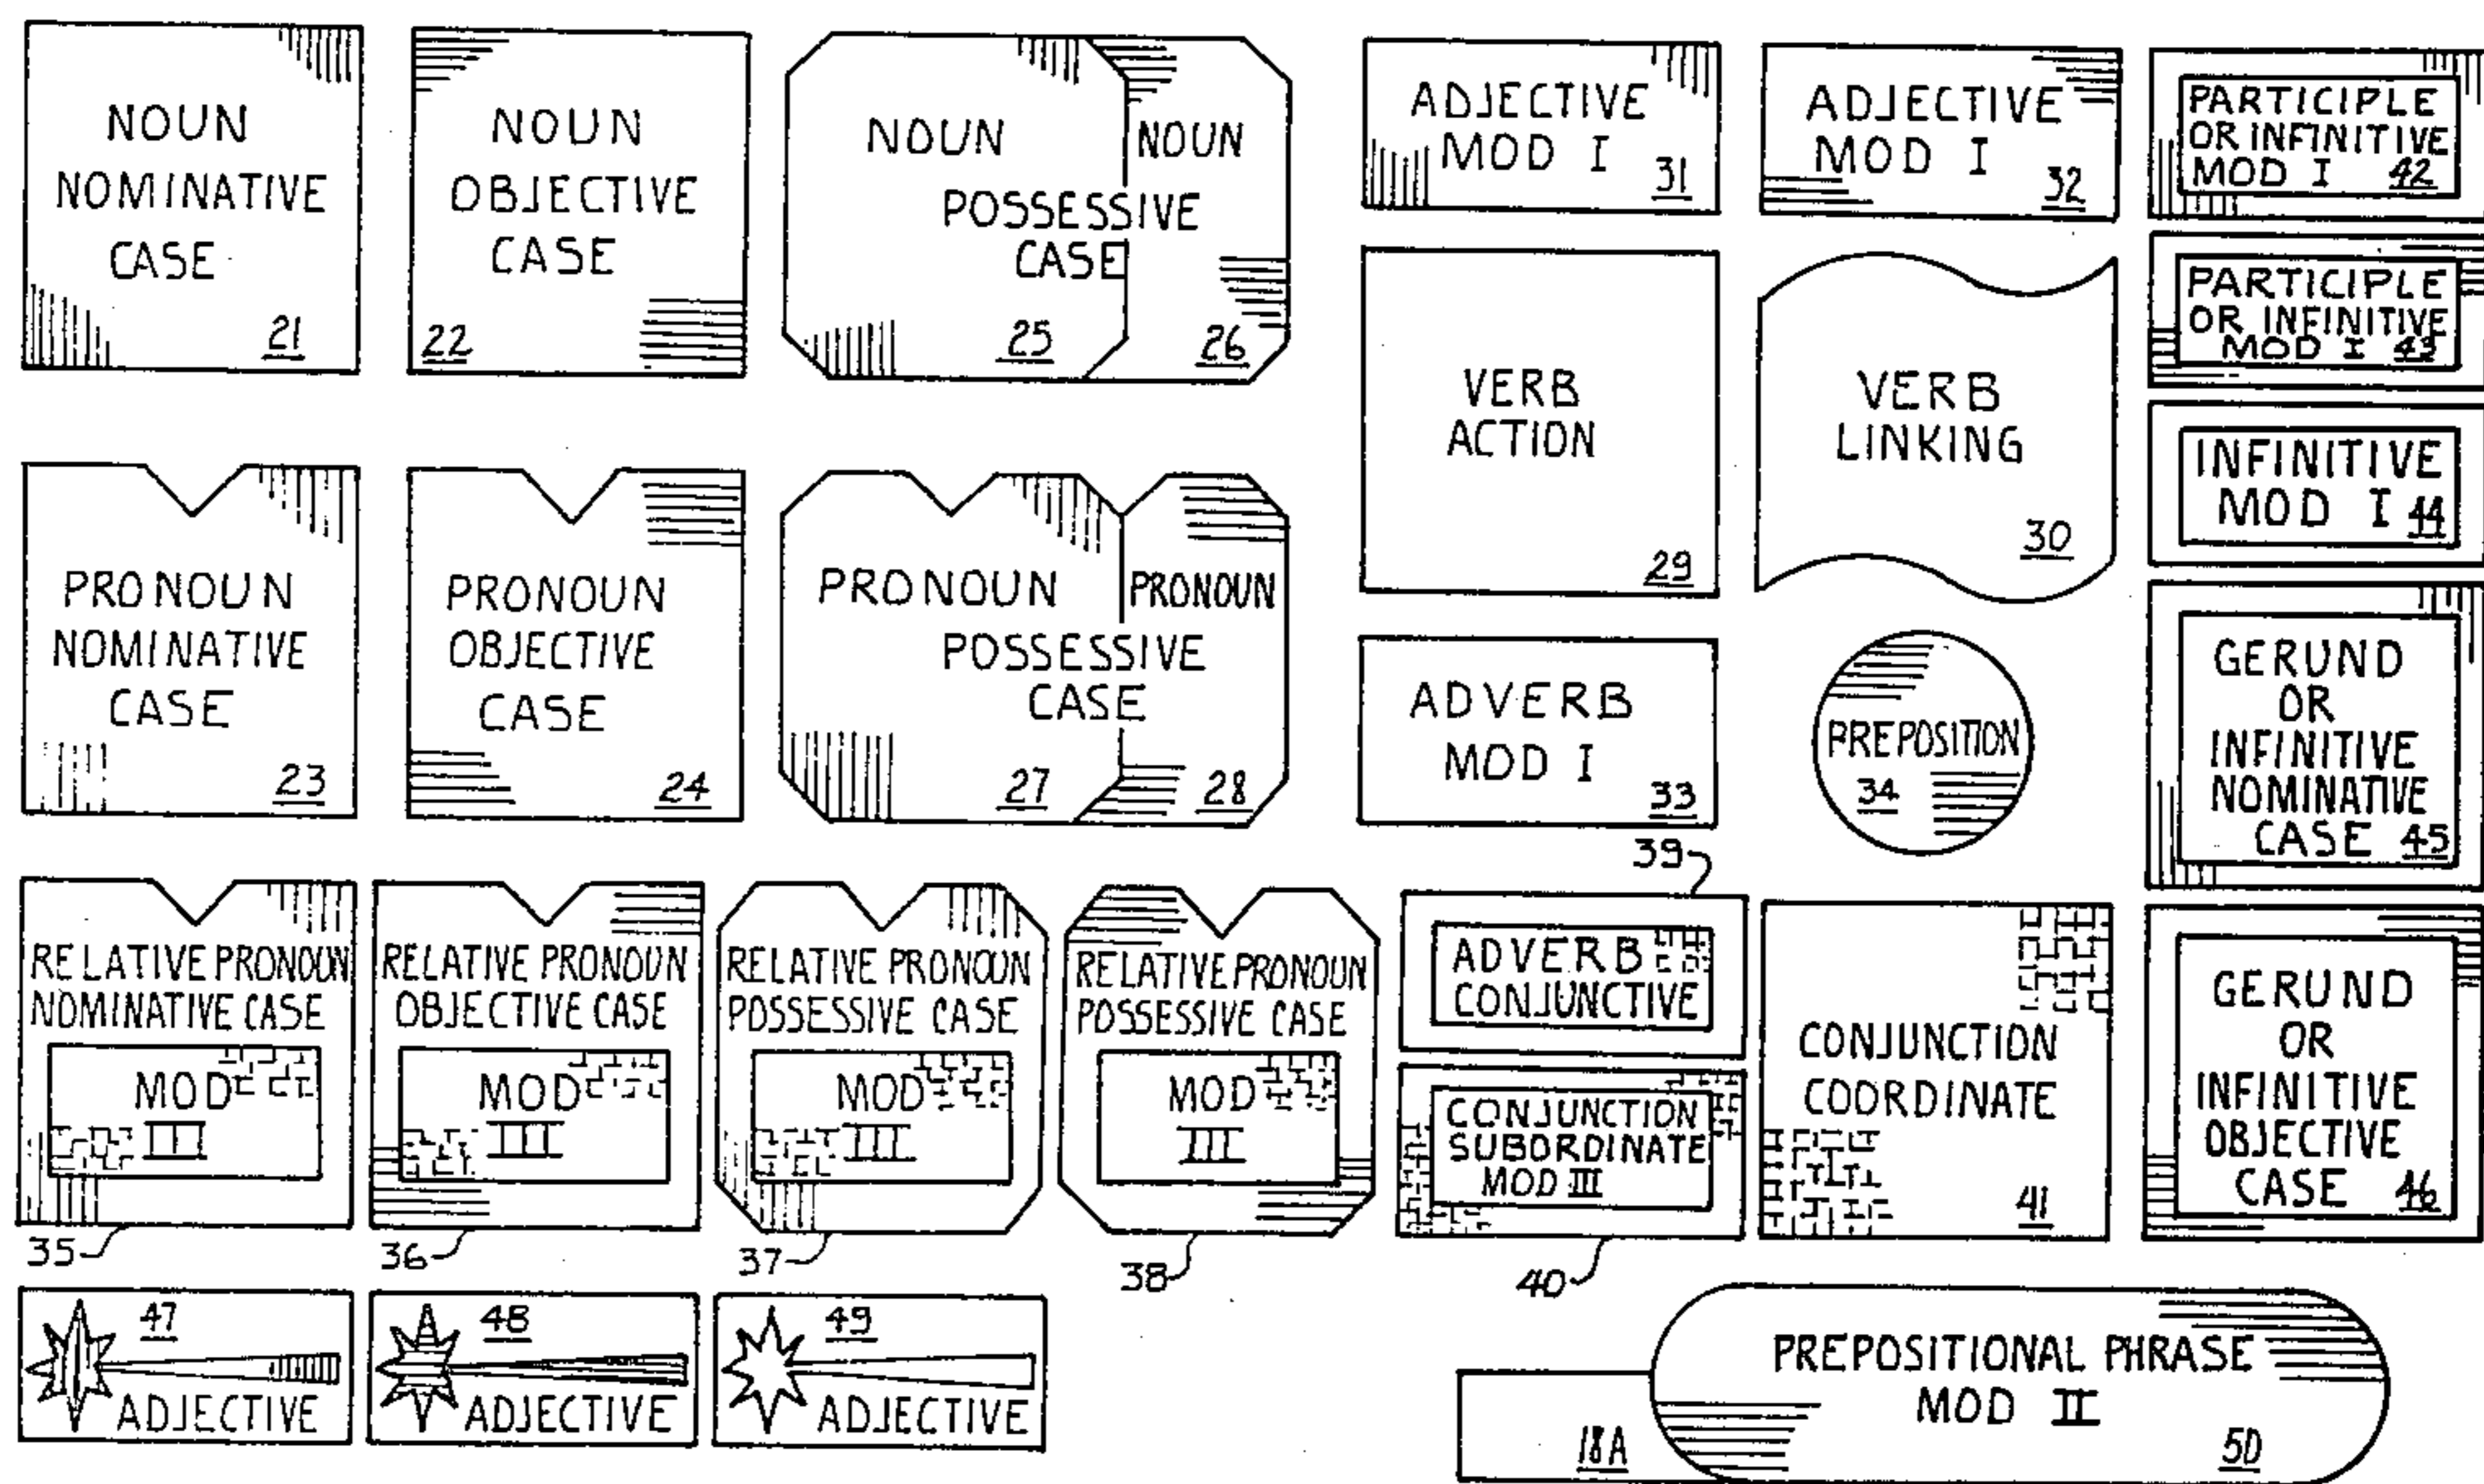 NOUN
NOMINATIVE
CASE
21
NOUN
OBJECTIVE
CASE
22
NOUN
NOUN
POSSESSIVE
CASE
25
26
ADJECTIVE
MOD I
31
ADJECTIVE
MOD I
32
PARTICIPLE
OR INFINITIVE
MOD I 42
PARTICIPLE
OR INFINITIVE
MOD I 43
INFINITIVE
MOD I 44
VERB
ACTION
29
VERB
LINKING
30
PRONOUN
NOMINATIVE
CASE
23
PRONOUN
OBJECTIVE
CASE
24
PRONOUN
PRONOUN
POSSESSIVE
CASE
27
28
ADVERB
MOD I
33
PREPOSITION
34
GERUND
OR
INFINITIVE
NOMINATIVE
CASE 45
RELATIVE PRONOUN
NOMINATIVE CASE
MOD
III
35
RELATIVE PRONOUN
OBJECTIVE CASE
MOD
III
36
RELATIVE PRONOUN
POSSESSIVE CASE
MOD
III
37
RELATIVE PRONOUN
POSSESSIVE CASE
MOD
III
38
39
ADVERB
CONJUNCTIVE
CONJUNCTION
SUBORDINATE
MOD III
40
CONJUNCTION
COORDINATE
41
GERUND
OR
INFINITIVE
OBJECTIVE
CASE 46
47
ADJECTIVE
48
ADJECTIVE
49
ADJECTIVE
PREPOSITIONAL PHRASE
MOD II
18A
50